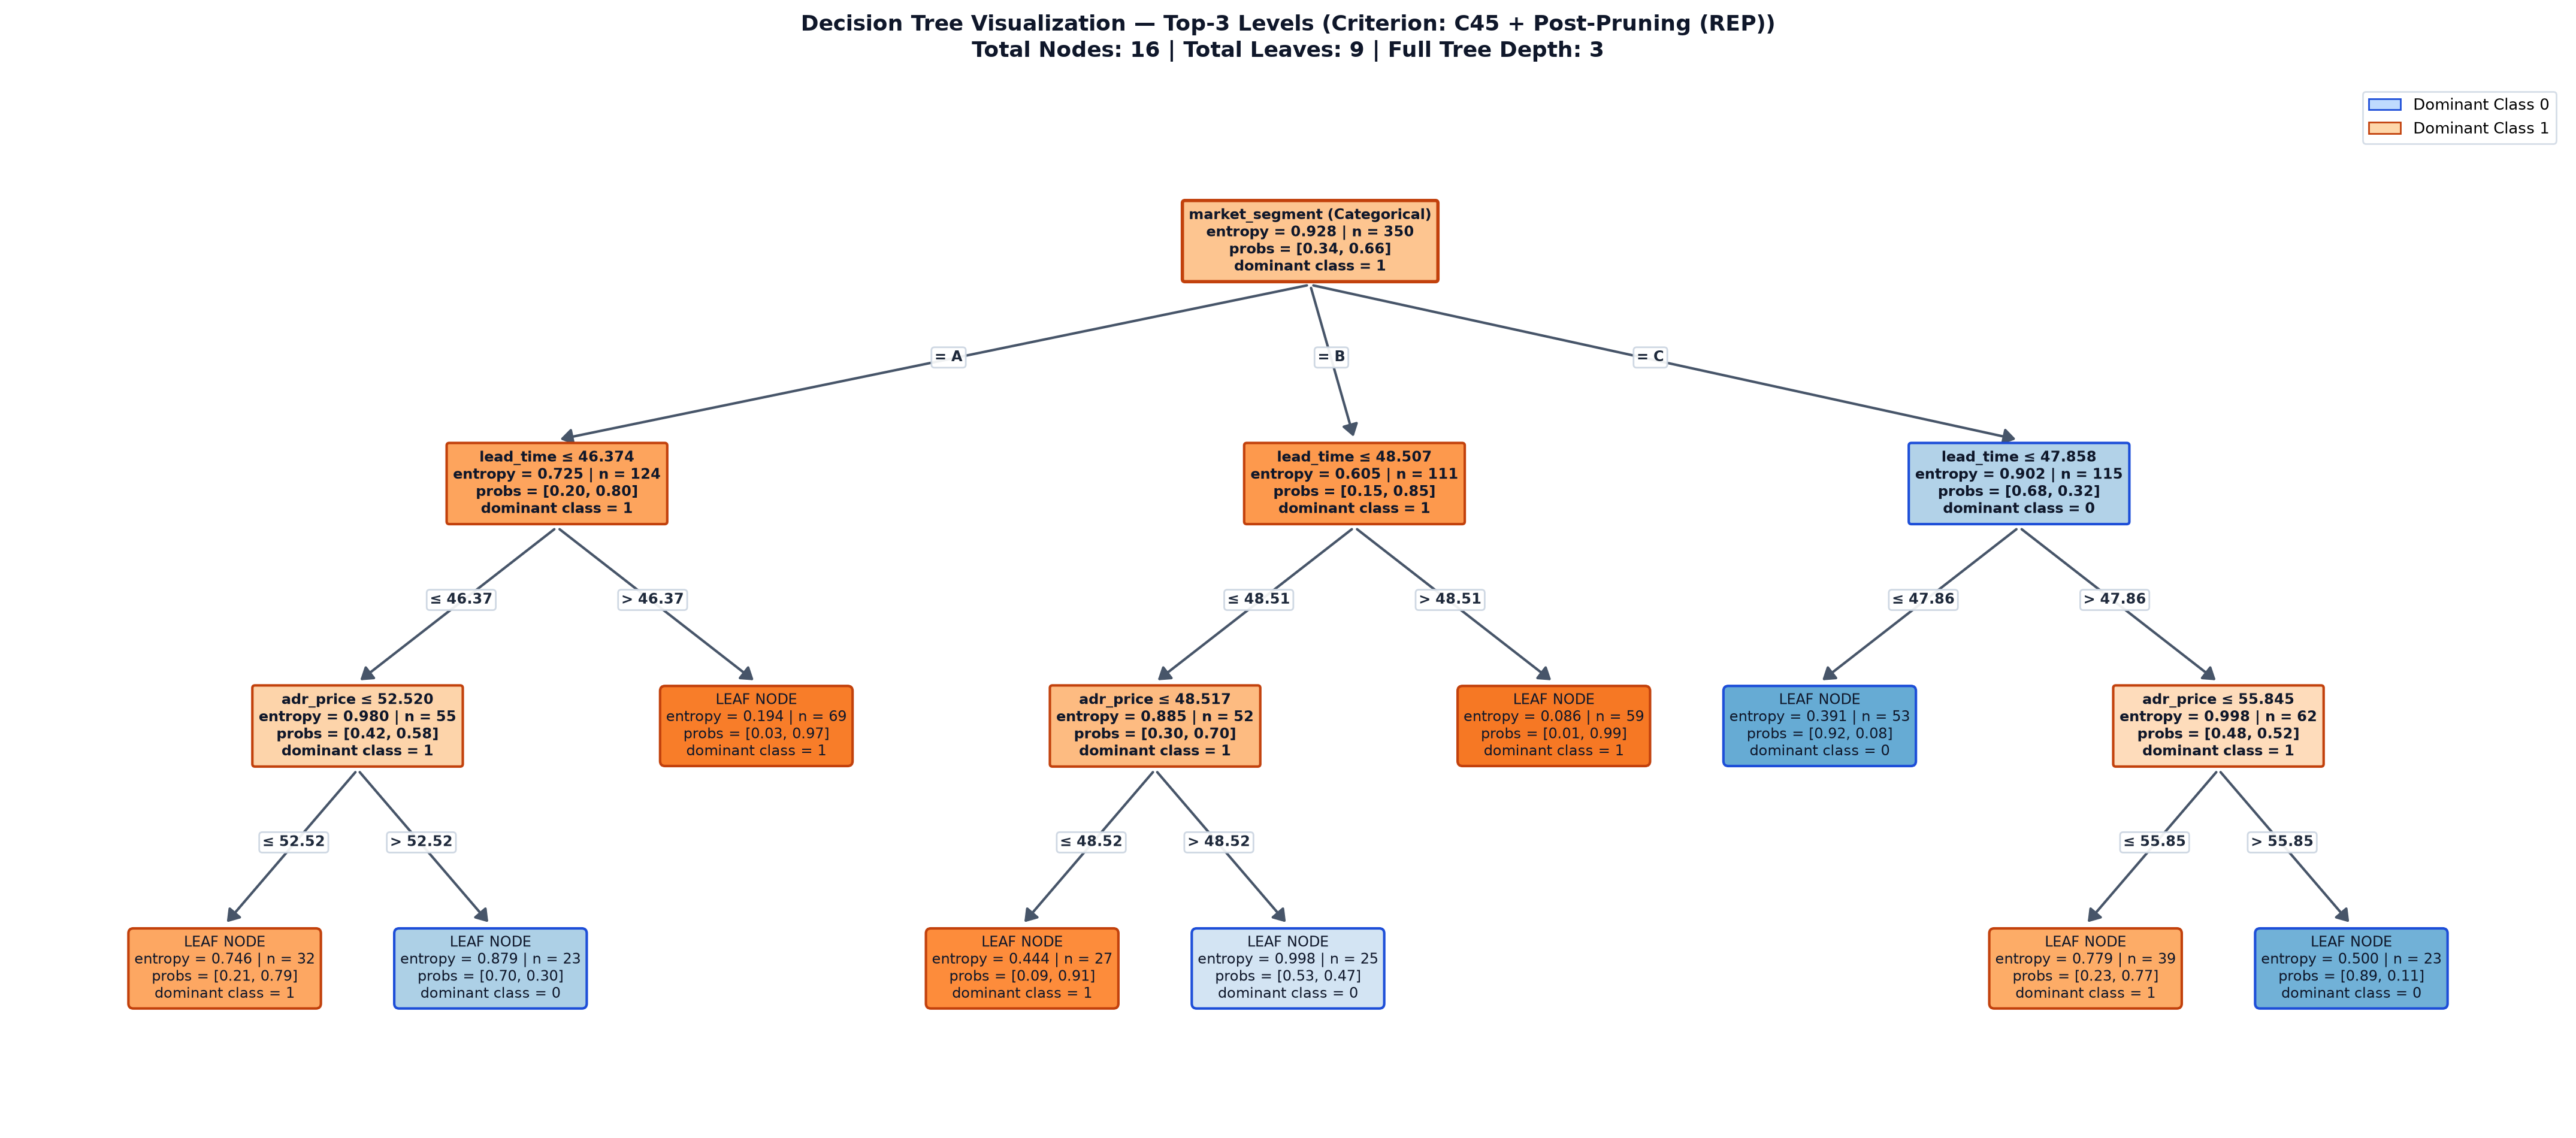 Decision Tree Visualization — Top-3 Levels (Criterion: C45 + Post-Pruning (REP))
Total Nodes: 16 | Total Leaves: 9 | Full Tree Depth: 3
Dominant Class 0
Dominant Class 1
market_segment (Categorical)
entropy = 0.928 | n = 350
probs = [0.34, 0.66]
dominant class = 1
= A
= B
= C
lead_time ≤ 46.374
entropy = 0.725 | n = 124
probs = [0.20, 0.80]
dominant class = 1
lead_time ≤ 48.507
entropy = 0.605 | n = 111
probs = [0.15, 0.85]
dominant class = 1
lead_time ≤ 47.858
entropy = 0.902 | n = 115
probs = [0.68, 0.32]
dominant class = 0
≤ 46.37
> 46.37
≤ 48.51
> 48.51
≤ 47.86
> 47.86
adr_price ≤ 52.520
entropy = 0.980 | n = 55
probs = [0.42, 0.58]
dominant class = 1
LEAF NODE
entropy = 0.194 | n = 69
probs = [0.03, 0.97]
dominant class = 1
adr_price ≤ 48.517
entropy = 0.885 | n = 52
probs = [0.30, 0.70]
dominant class = 1
LEAF NODE
entropy = 0.086 | n = 59
probs = [0.01, 0.99]
dominant class = 1
LEAF NODE
entropy = 0.391 | n = 53
probs = [0.92, 0.08]
dominant class = 0
adr_price ≤ 55.845
entropy = 0.998 | n = 62
probs = [0.48, 0.52]
dominant class = 1
≤ 52.52
> 52.52
≤ 48.52
> 48.52
≤ 55.85
> 55.85
LEAF NODE
entropy = 0.746 | n = 32
probs = [0.21, 0.79]
dominant class = 1
LEAF NODE
entropy = 0.879 | n = 23
probs = [0.70, 0.30]
dominant class = 0
LEAF NODE
entropy = 0.444 | n = 27
probs = [0.09, 0.91]
dominant class = 1
LEAF NODE
entropy = 0.998 | n = 25
probs = [0.53, 0.47]
dominant class = 0
LEAF NODE
entropy = 0.779 | n = 39
probs = [0.23, 0.77]
dominant class = 1
LEAF NODE
entropy = 0.500 | n = 23
probs = [0.89, 0.11]
dominant class = 0